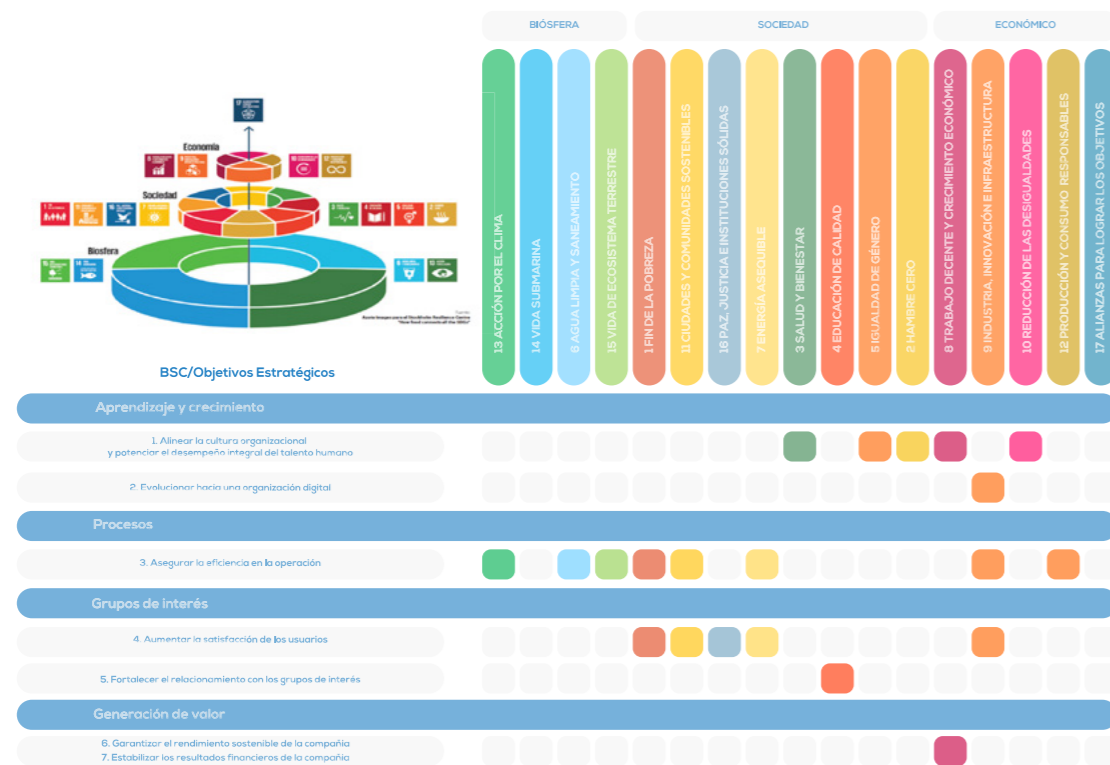 BIÓSFERA
SOCIEDAD
ECONÓMICO
13 ACCIÓN POR EL CLIMA
14 VIDA SUBMARINA
6 AGUA LIMPIA Y SANEAMIENTO
15 VIDA DE ECOSISTEMA TERRESTRE
1 FIN DE LA POBREZA
11 CIUDADES Y COMUNIDADES SOSTENIBLES
16 PAZ, JUSTICIA E INSTITUCIONES SÓLIDAS
7 ENERGÍA ASEQUIBLE
3 SALUD Y BIENESTAR
4 EDUCACIÓN DE CALIDAD
5 IGUALDAD DE GÉNERO
2 HAMBRE CERO
8 TRABAJO DECENTE Y CRECIMIENTO ECONÓMICO
9 INDUSTRIA, INNOVACIÓN E INFRAESTRUCTURA
10 REDUCCIÓN DE LAS DESIGUALDADES
12 PRODUCCIÓN Y CONSUMO RESPONSABLES
17 ALIANZAS PARA LOGRAR LOS OBJETIVOS
Economía
Sociedad
Biosfera
BSC/Objetivos Estratégicos
Aprendizaje y crecimiento
1. Alinear la cultura organizacional
y potenciar el desempeño integral del talento humano
2. Evolucionar hacia una organización digital
Procesos
3. Asegurar la eficiencia en la operación
Grupos de interés
4. Aumentar la satisfacción de los usuarios
5. Fortalecer el relacionamiento con los grupos de interés
Generación de valor
6. Garantizar el rendimiento sostenible de la compañía
7. Estabilizar los resultados financieros de la compañía